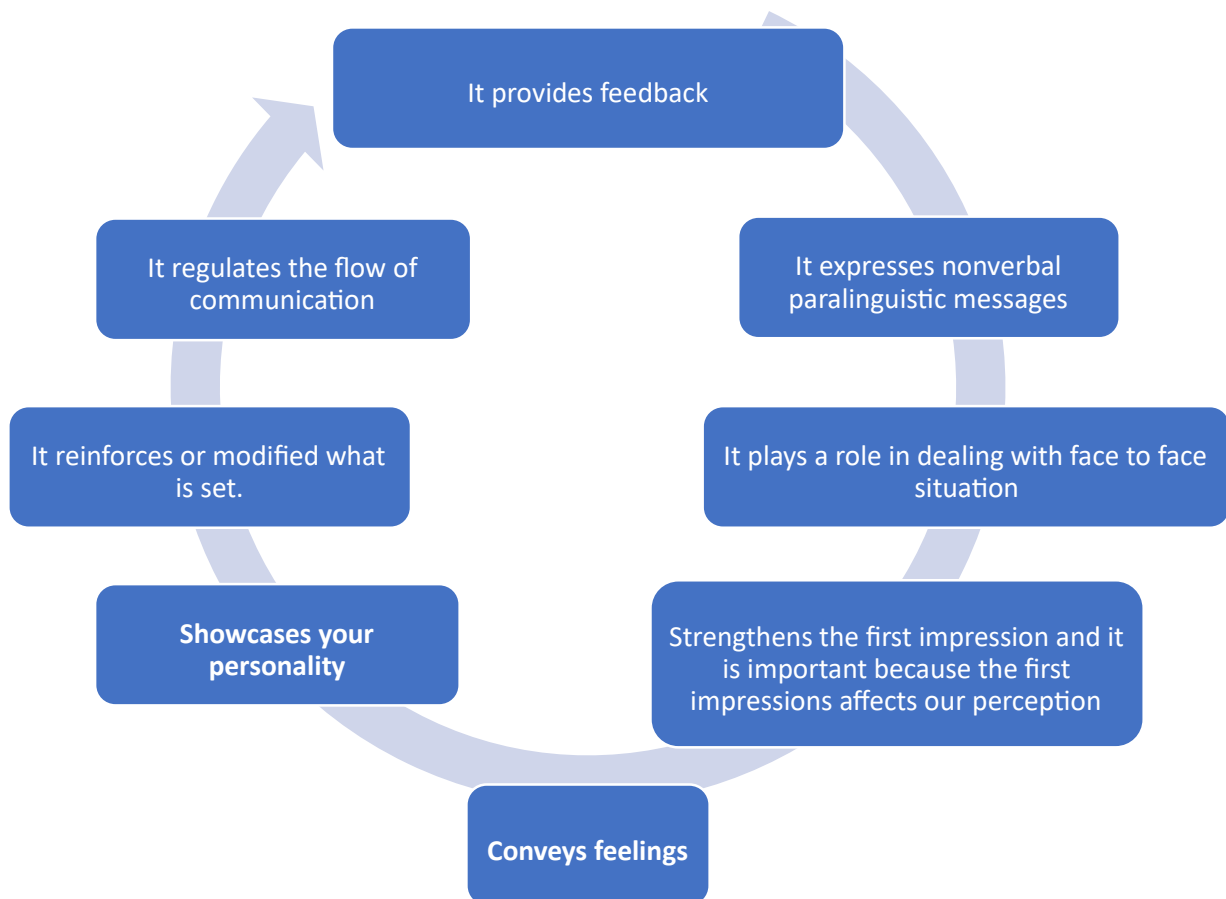 It provides feedback
It expresses nonverbal
paralinguistic messages
It plays a role in dealing with face to face
situation
Strengthens the first impression and it
is important because the first
impressions affects our perception
Conveys feelings
Showcases your
personality
It reinforces or modified what
is set.
It regulates the flow of
communication